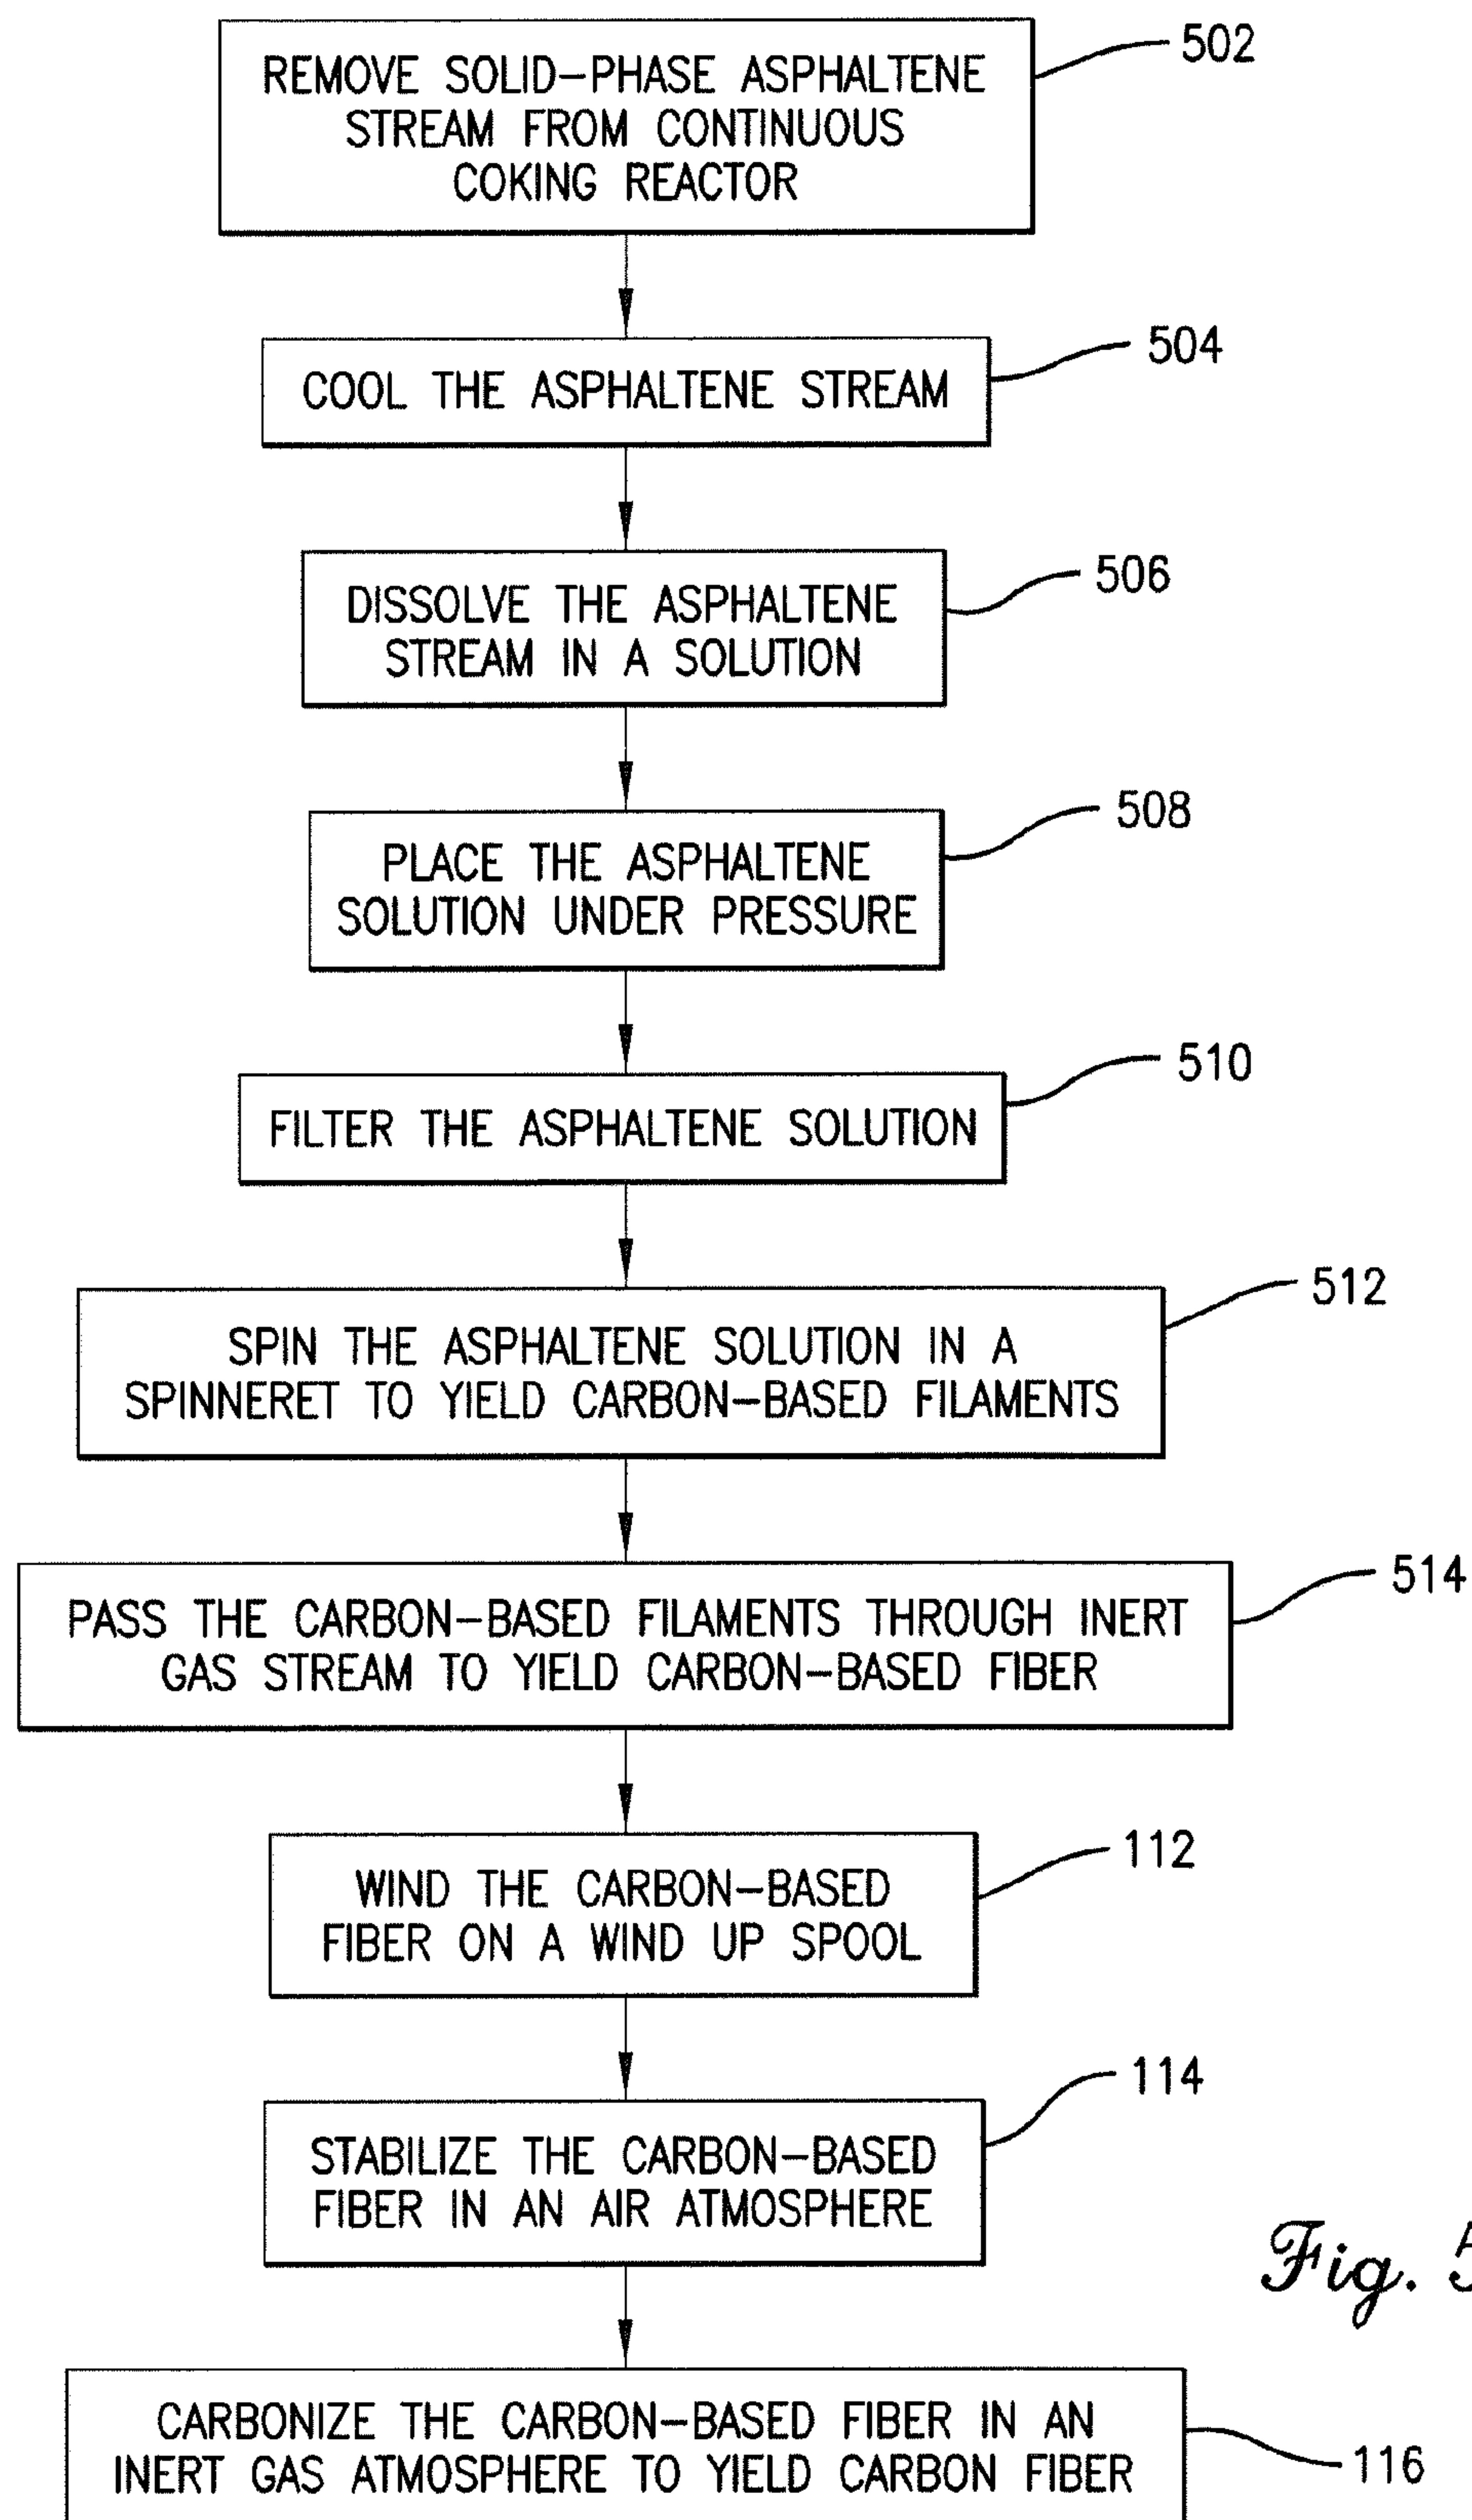 REMOVE SOLID-PHASE ASPHALTENE
STREAM FROM CONTINUOUS
COKING REACTOR
502
COOL THE ASPHALTENE STREAM
504
DISSOLVE THE ASPHALTENE
STREAM IN A SOLUTION
506
PLACE THE ASPHALTENE
SOLUTION UNDER PRESSURE
508
FILTER THE ASPHALTENE SOLUTION
510
SPIN THE ASPHALTENE SOLUTION IN A
SPINNERET TO YIELD CARBON-BASED FILAMENTS
512
PASS THE CARBON-BASED FILAMENTS THROUGH INERT
GAS STREAM TO YIELD CARBON-BASED FIBER
514
WIND THE CARBON-BASED
FIBER ON A WIND UP SPOOL
112
STABILIZE THE CARBON-BASED
FIBER IN AN AIR ATMOSPHERE
114
Fig. 5
CARBONIZE THE CARBON-BASED FIBER IN AN
INERT GAS ATMOSPHERE TO YIELD CARBON FIBER
116